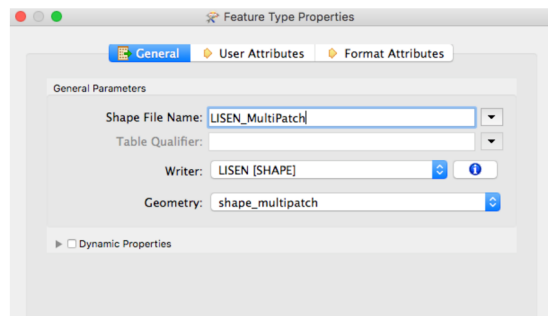 Feature Type Properties
General User Attributes Format Attributes
General Parameters
Shape File Name: LISEN_MultiPatch
Table Qualifier:
Writer: LISEN [SHAPE]
Geometry: shape_multipatch
Dynamic Properties